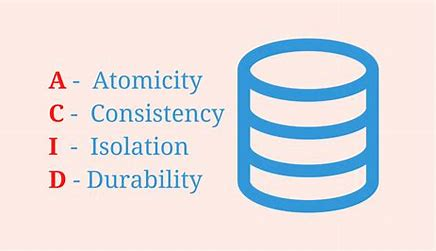 A - Atomicity
C - Consistency
I - Isolation
D - Durability